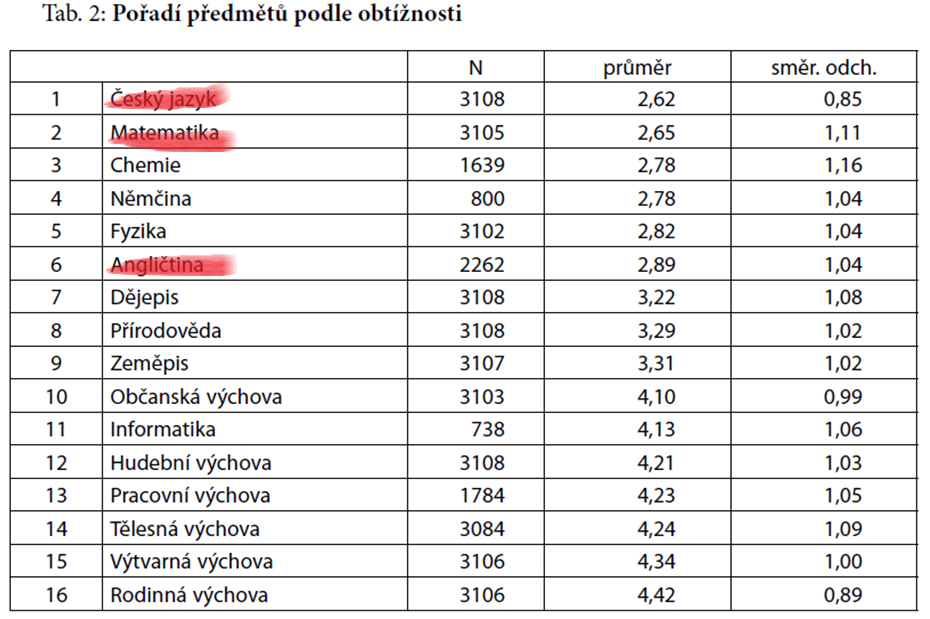 Tab. 2: Pořadí předmětů podle obtížnosti
N průměr směr. odch.
1 Český jazyk 3108 2,62 0,85
2 Matematika 3105 2,65 1,11
3 Chemie 1639 2,78 1,16
4 Němčina 800 2,78 1,04
5 Fyzika 3102 2,82 1,04
6 Angličtina 2262 2,89 1,04
7 Dějepis 3108 3,22 1,08
8 Přírodověda 3108 3,29 1,02
9 Zeměpis 3107 3,31 1,02
10 Občanská výchova 3103 4,10 0,99
11 Informatika 738 4,13 1,06
12 Hudební výchova 3108 4,21 1,03
13 Pracovní výchova 1784 4,23 1,05
14 Tělesná výchova 3084 4,24 1,09
15 Výtvarná výchova 3106 4,34 1,00
16 Rodinná výchova 3106 4,42 0,89